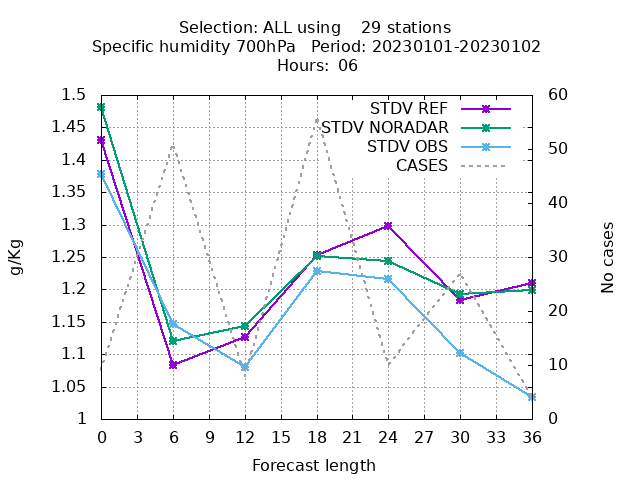 Selection: ALL using    29 stations
Specific humidity 700hPa   Period: 20230101-20230102
Hours: 06
STDV REF
STDV NORADAR
STDV OBS
CASES
g/Kg
1.5
1.45
1.4
1.35
1.3
1.25
1.2
1.15
1.1
1.05
1
60
50
40
30
20
10
0
No cases
0 3 6 9 12 15 18 21 24 27 30 33 36
Forecast length